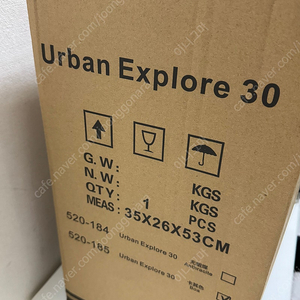 Urban Explore 30
G.W: KGS
N.W: KGS
QTY: 1 PCS
MEAS: 35X26X53CM
520-184 Urban Explore 30
520-185 Urban Explore 30